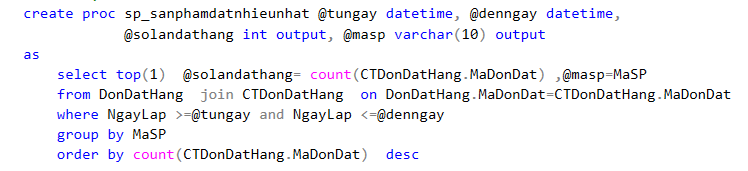 create proc sp_sanphamdatnhieunhat @tungay datetime, @denngay datetime,
@solandathang int output, @masp varchar(10) output
as
select top(1)  @solandathang= count(CTDonDatHang.MaDonDat) ,@masp=MaSP
from DonDatHang  join CTDonDatHang  on DonDatHang.MaDonDat=CTDonDatHang.MaDonDat
where NgayLap >=@tungay and NgayLap <=@denngay
group by MaSP
order by count(CTDonDatHang.MaDonDat)  desc